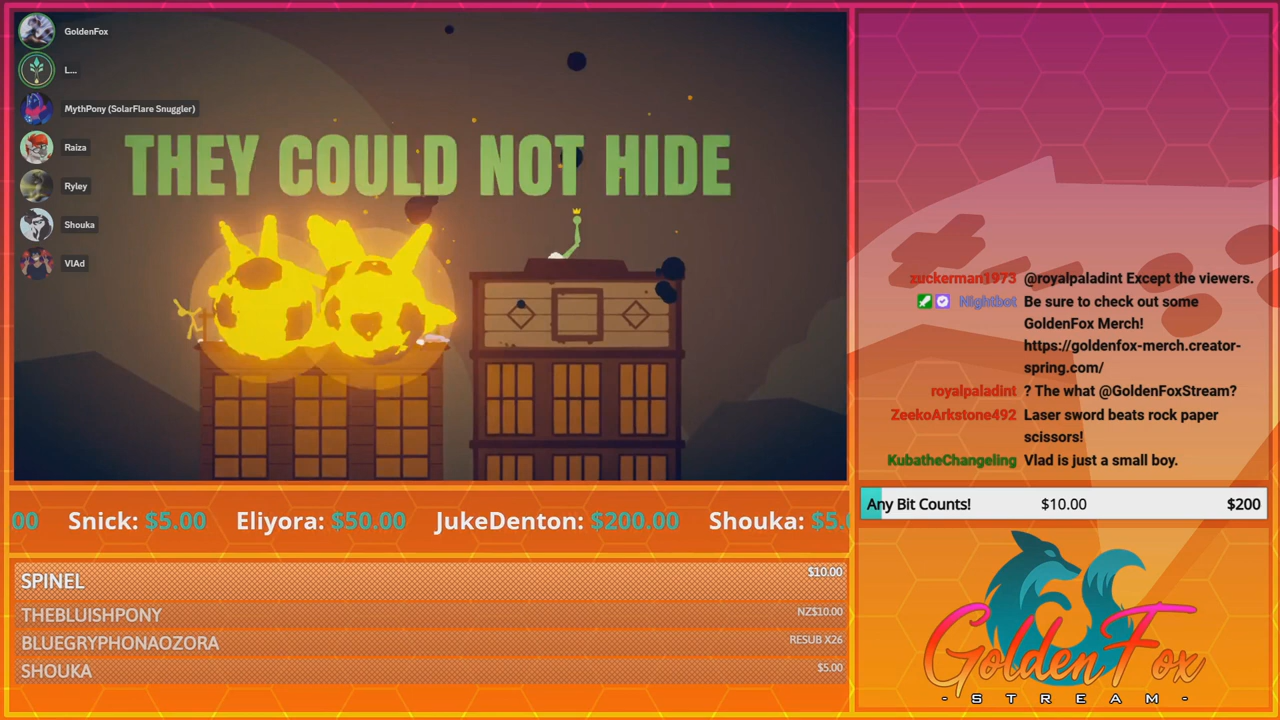 GoldenFox
L...
MythPony (SolarFlare Snuggler)
Raiza
Ryley
Shouka
VlAd
THEY COULD NOT HIDE
zuckerman1973 @royalpaladint Except the viewers.
Nightbot Be sure to check out some
GoldenFox Merch!
https://goldenfox-merch.creator-
spring.com/
royalpaladint ? The what @GoldenFoxStream?
ZeekoArkstone492 Laser sword beats rock paper
scissors!
KubatheChangeling Vlad is just a small boy.
Any Bit Counts! $10.00 $200
00 Snick: $5.00 Eliyora: $50.00 JukeDenton: $200.00 Shouka: $5.0
SPINEL $10.00
THEBLUISHPONY NZ$10.00
BLUEGRYPHONAOZORA RESUB X26
SHOUKA $5.00
GoldenFox
- S T R E A M -